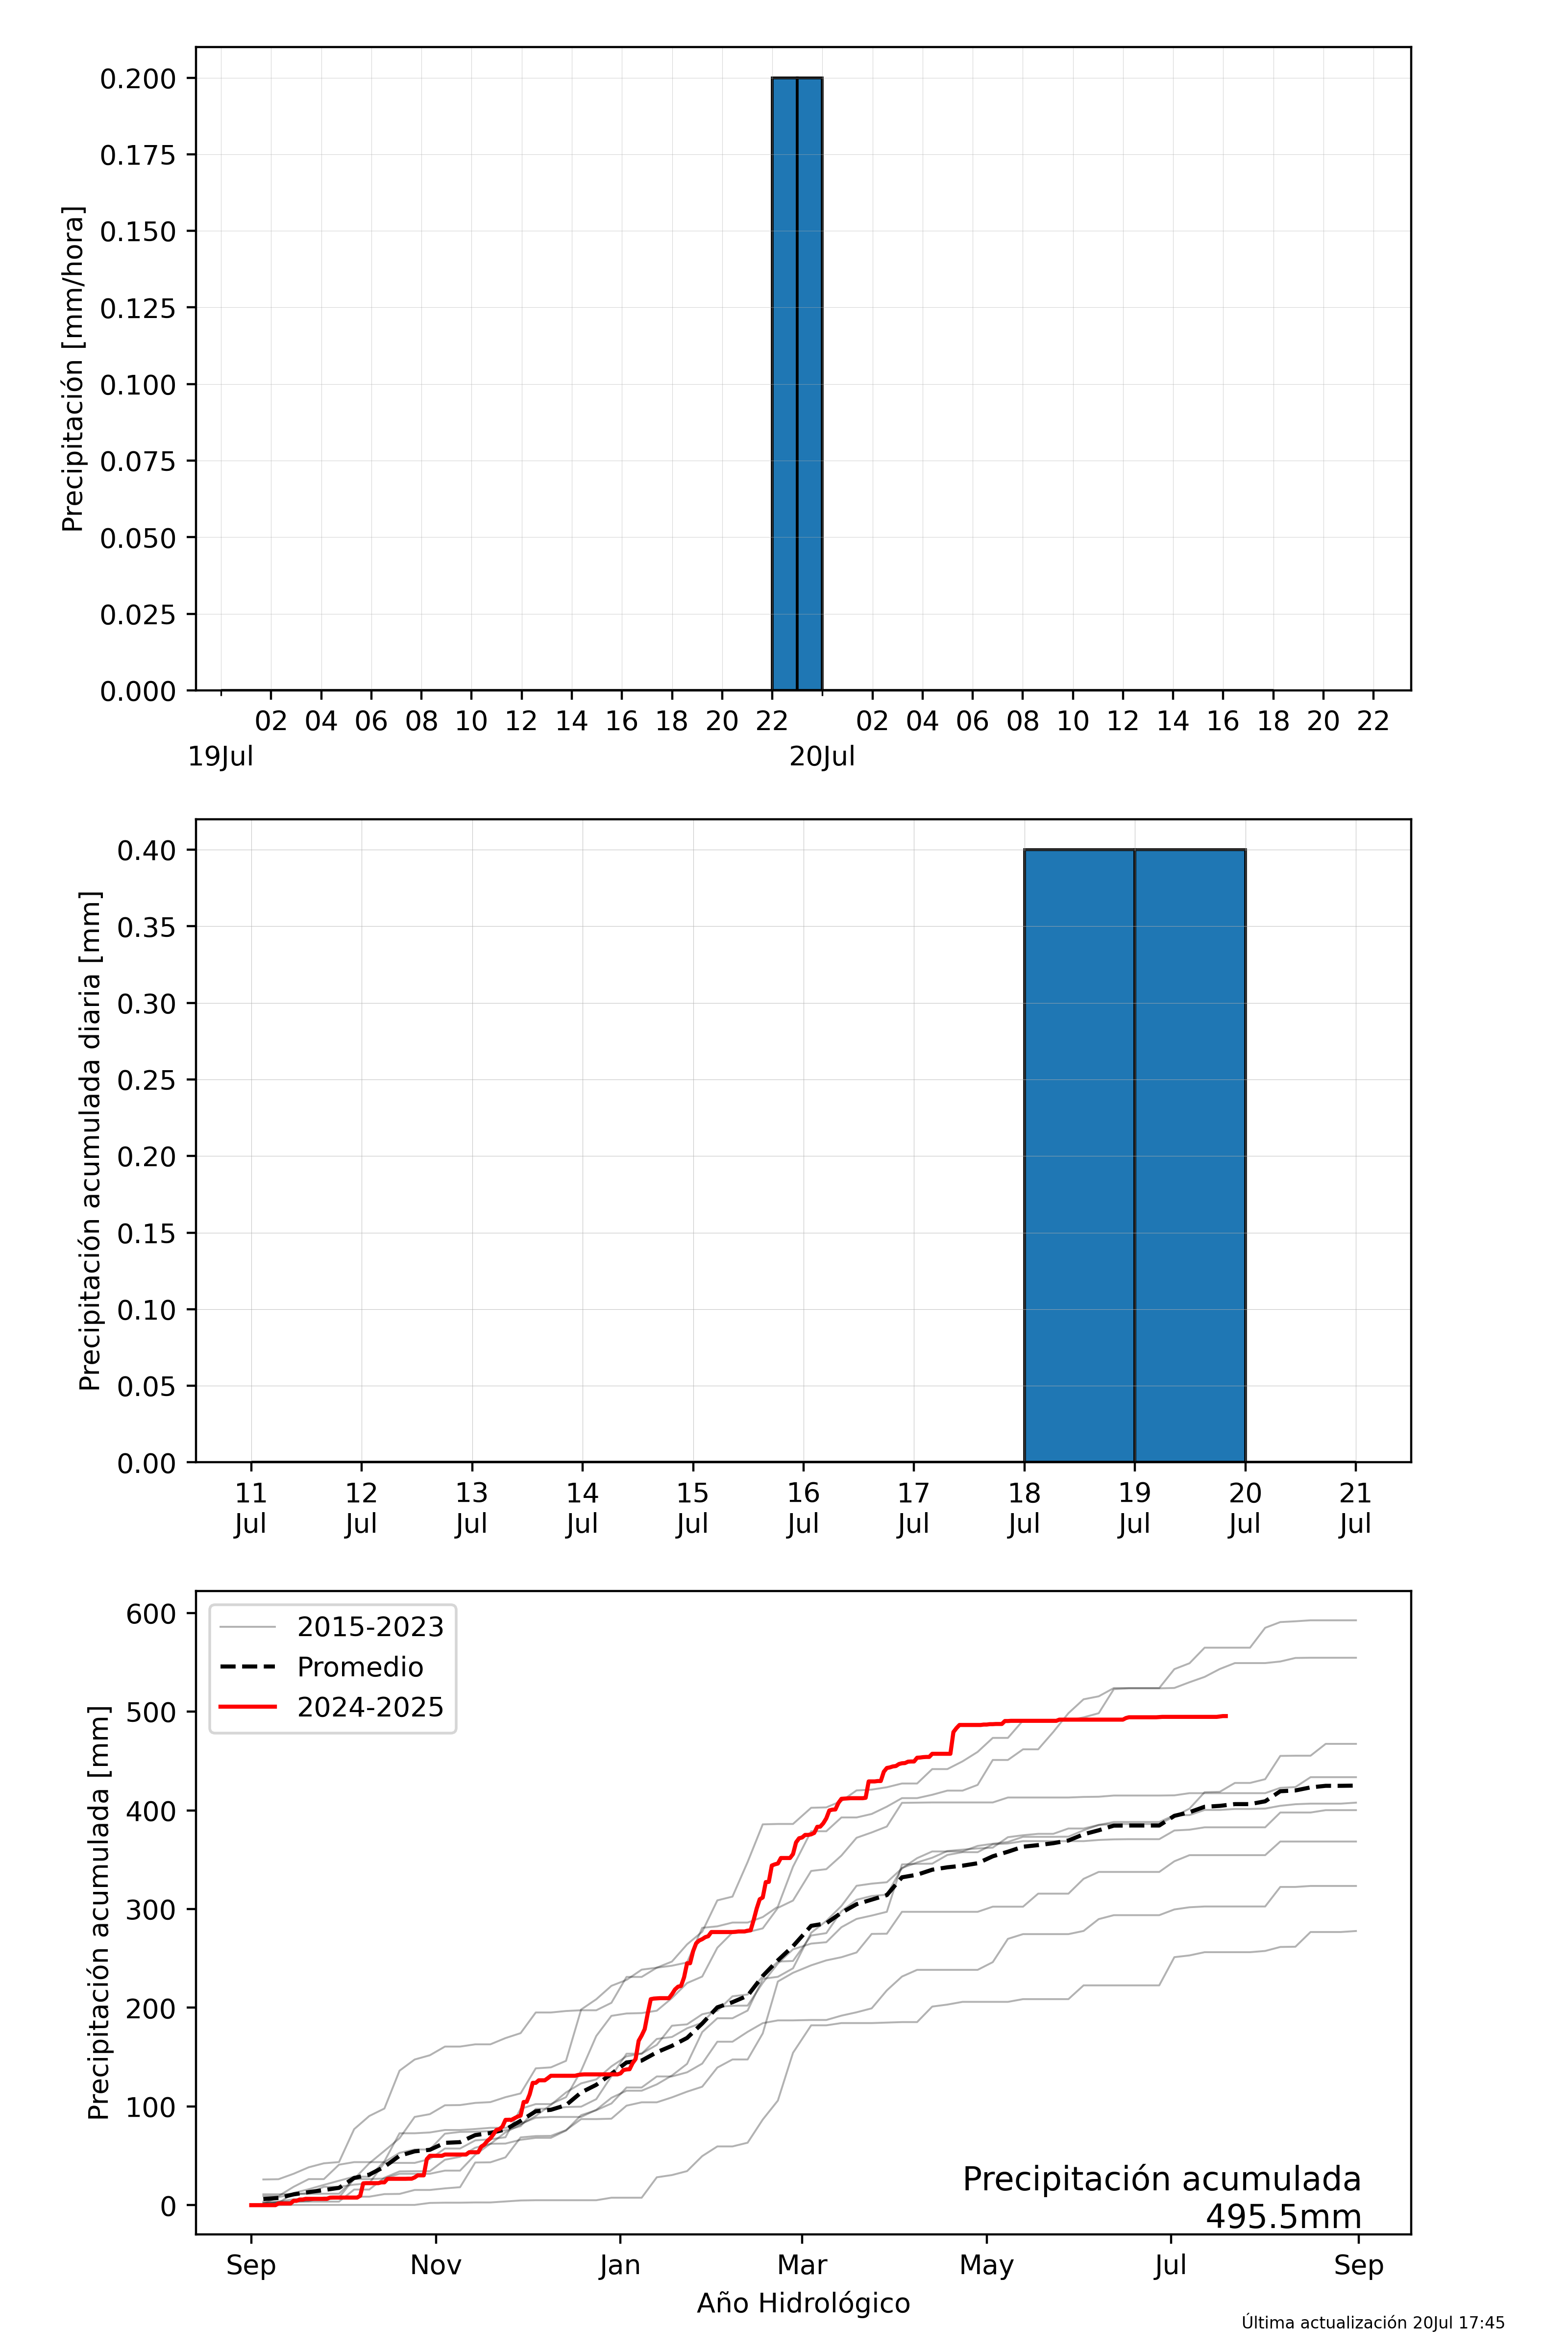 Precipitación [mm/hora]
0.200
0.175
0.150
0.125
0.100
0.075
0.050
0.025
0.000
02 04 06 08 10 12 14 16 18 20 22 02 04 06 08 10 12 14 16 18 20 22
19Jul 20Jul
Precipitación acumulada diaria [mm]
0.40
0.35
0.30
0.25
0.20
0.15
0.10
0.05
0.00
11 12 13 14 15 16 17 18 19 20 21
Jul Jul Jul Jul Jul Jul Jul Jul Jul Jul Jul
Precipitación acumulada [mm]
600
500
400
300
200
100
0
2015-2023
Promedio
2024-2025
Precipitación acumulada
495.5mm
Sep Nov Jan Mar May Jul Sep
Año Hidrológico
Última actualización 20Jul 17:45